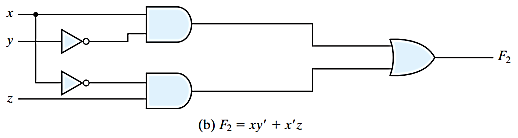 x
y
z
F₂
(b) F₂ = xy′ + x′z